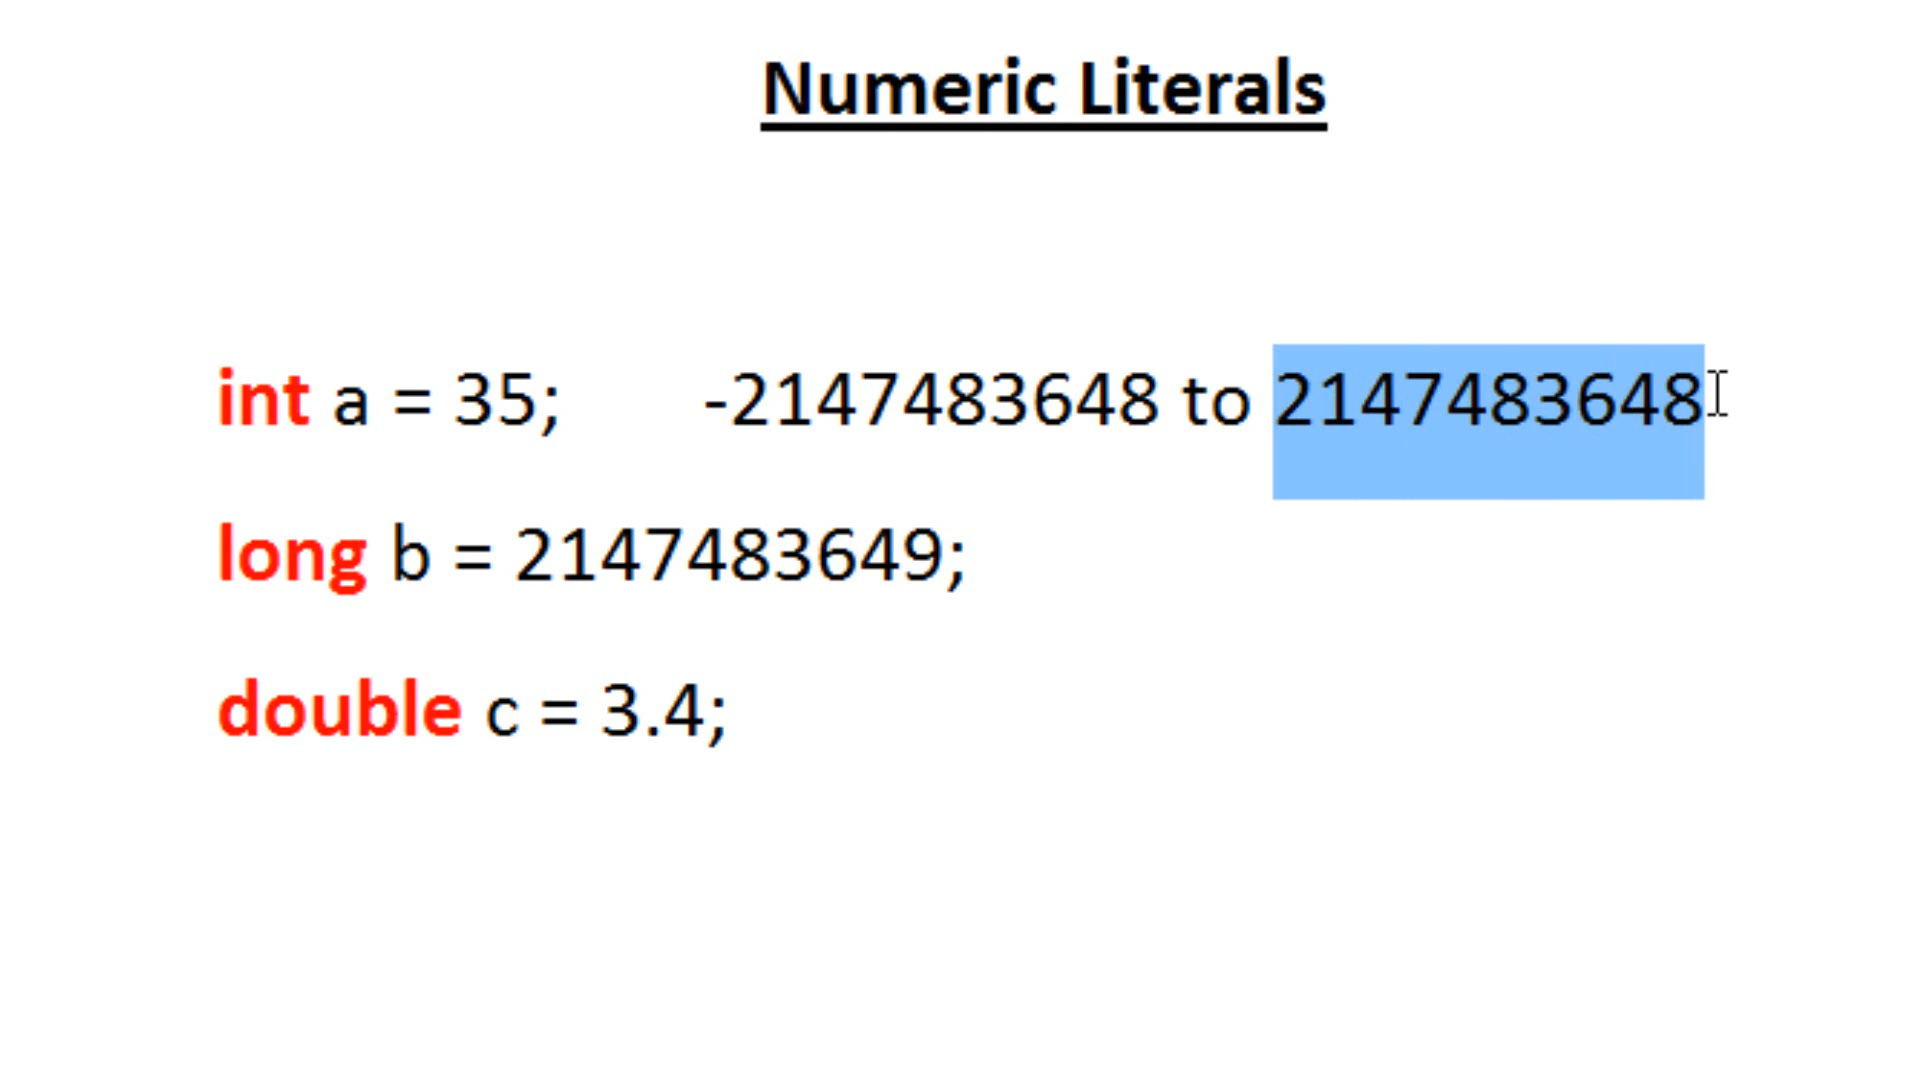 Numeric Literals
int a = 35; -2147483648 to 2147483648
long b = 2147483649;
double c = 3.4;